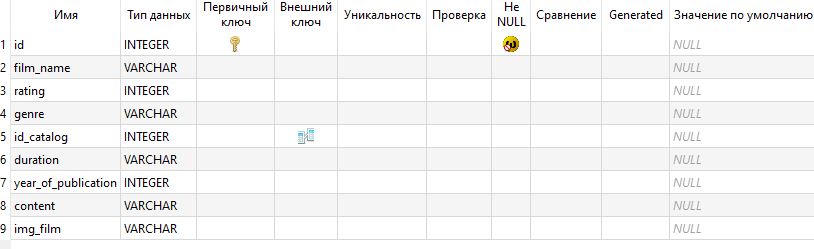 Имя Тип данных Первичный ключ Внешний ключ Уникальность Проверка Не NULL Сравнение Generated Значение по умолчанию
1 id INTEGER NULL
2 film_name VARCHAR NULL
3 rating INTEGER NULL
4 genre VARCHAR NULL
5 id_catalog INTEGER NULL
6 duration VARCHAR NULL
7 year_of_publication INTEGER NULL
8 content VARCHAR NULL
9 img_film VARCHAR NULL